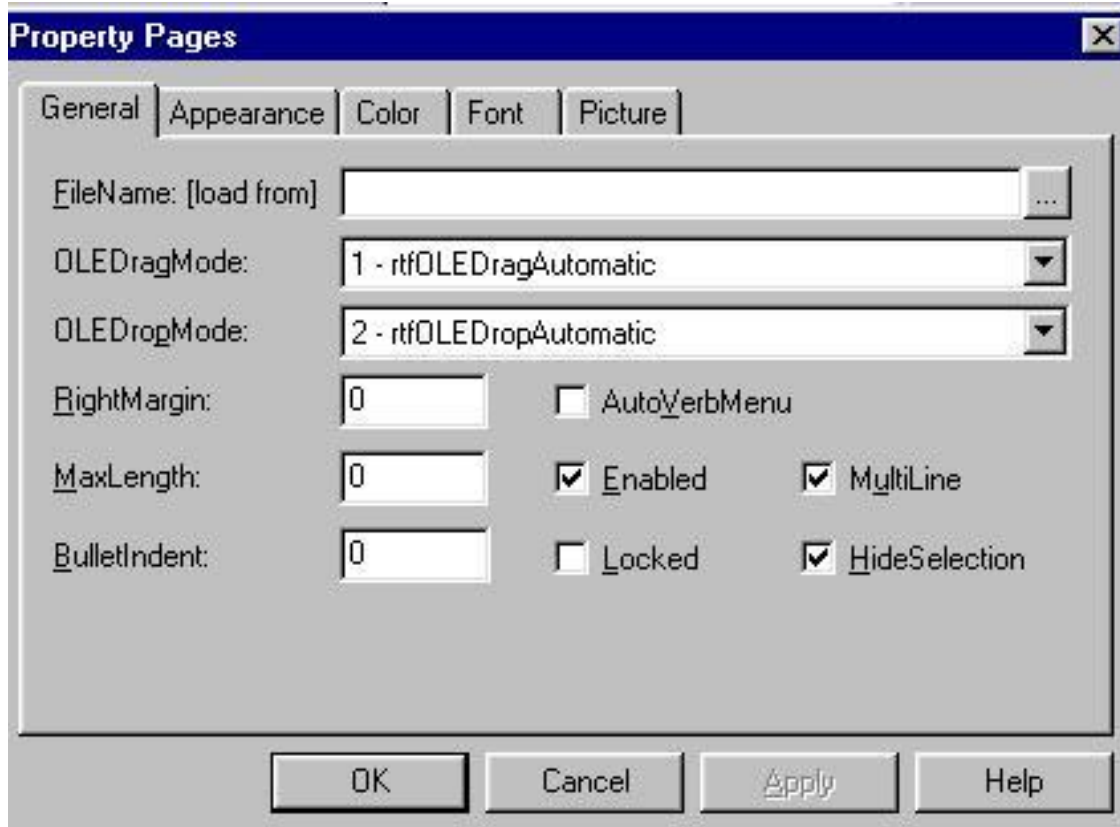 Property Pages
General Appearance Color Font Picture
FileName: [load from] ...
OLEDragMode: 1 - rtfOLEDragAutomatic
OLEDropMode: 2 - rtfOLEDropAutomatic
RightMargin: 0 AutoVerbMenu
MaxLength: 0 Enabled MultiLine
BulletIndent: 0 Locked HideSelection
OK Cancel Apply Help